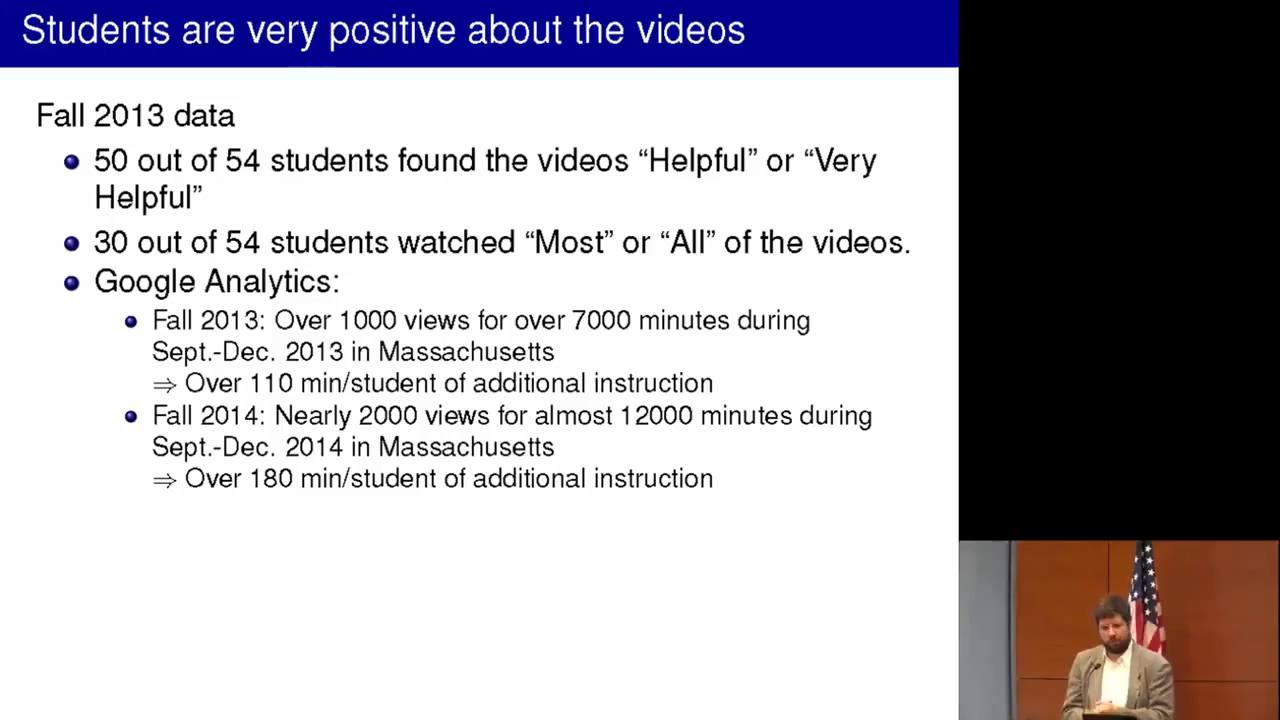 Students are very positive about the videos
Fall 2013 data
50 out of 54 students found the videos “Helpful” or “Very
Helpful”
30 out of 54 students watched “Most” or “All” of the videos.
Google Analytics:
Fall 2013: Over 1000 views for over 7000 minutes during
Sept.-Dec. 2013 in Massachusetts
⇒ Over 110 min/student of additional instruction
Fall 2014: Nearly 2000 views for almost 12000 minutes during
Sept.-Dec. 2014 in Massachusetts
⇒ Over 180 min/student of additional instruction